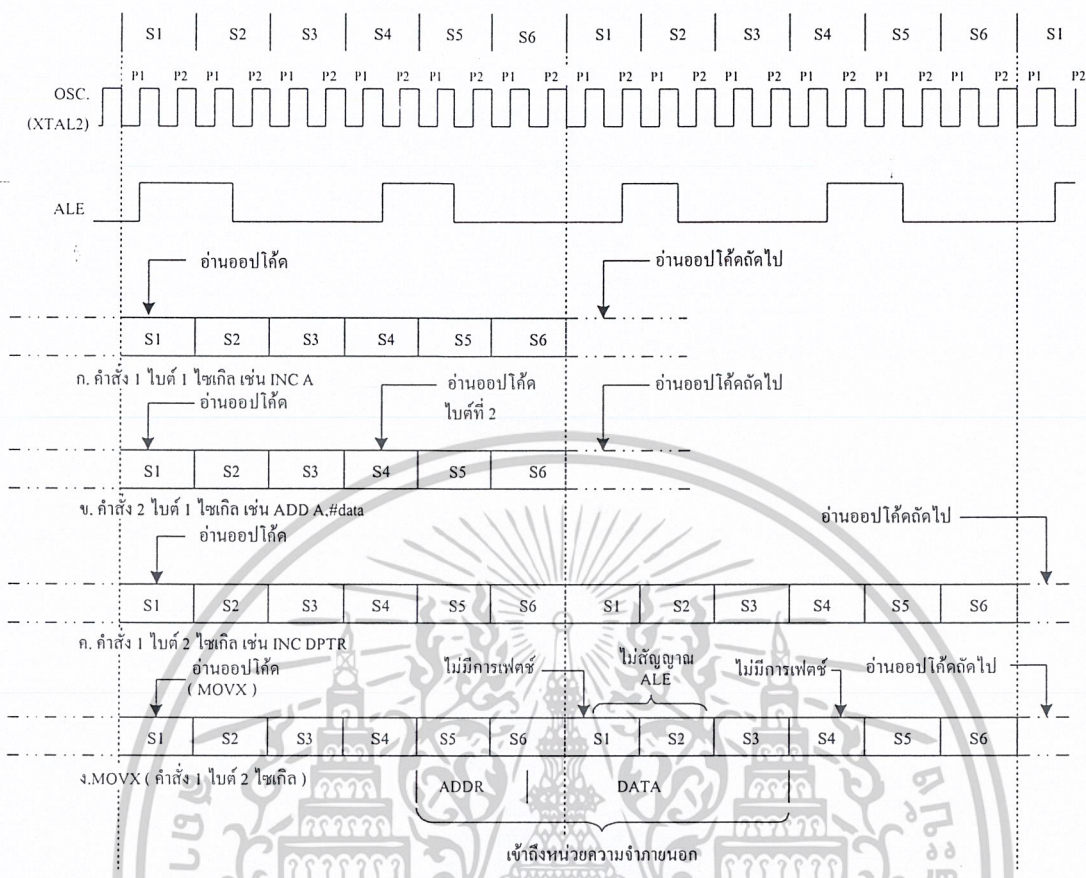 S1 S2 S3 S4 S5 S6 S1 S2 S3 S4 S5 S6 S1
P1 P2 P1 P2 P1 P2 P1 P2 P1 P2 P1 P2 P1 P2 P1 P2 P1 P2 P1 P2 P1 P2 P1 P2 P1 P2
OSC.
(XTAL2)
ALE
อ่านออปโค้ด อ่านออปโค้ดถัดไป
S1 S2 S3 S4 S5 S6
ก. คำสั่ง 1 ไบต์ 1 ไซเกิล เช่น INC A
อ่านออปโค้ด อ่านออปโค้ด อ่านออปโค้ดถัดไป
ไบต์ที่ 2
S1 S2 S3 S4 S5 S6
ข. คำสั่ง 2 ไบต์ 1 ไซเกิล เช่น ADD A,#data
อ่านออปโค้ด อ่านออปโค้ดถัดไป
S1 S2 S3 S4 S5 S6 S1 S2 S3 S4 S5 S6
ค. คำสั่ง 1 ไบต์ 2 ไซเกิล เช่น INC DPTR
อ่านออปโค้ด ไม่มีการเฟตช์ ไม่สัญญาณ ไม่มีการเฟตช์ อ่านออปโค้ดถัดไป
( MOVX ) ALE
S1 S2 S3 S4 S5 S6 S1 S2 S3 S4 S5 S6
ง.MOVX ( คำสั่ง 1 ไบต์ 2 ไซเกิล )
ADDR DATA
เข้าถึงหน่วยความจำภายนอก